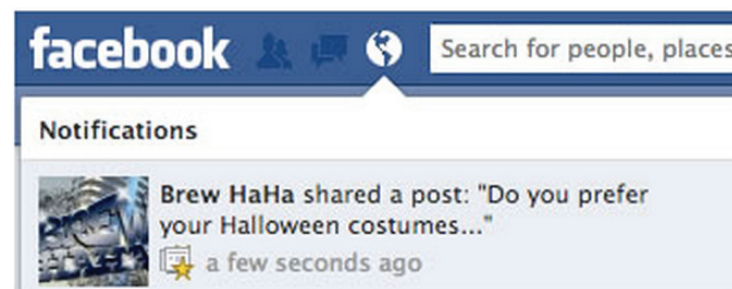 facebook
Search for people, places
Notifications
Brew HaHa shared a post: "Do you prefer
your Halloween costumes..."
a few seconds ago